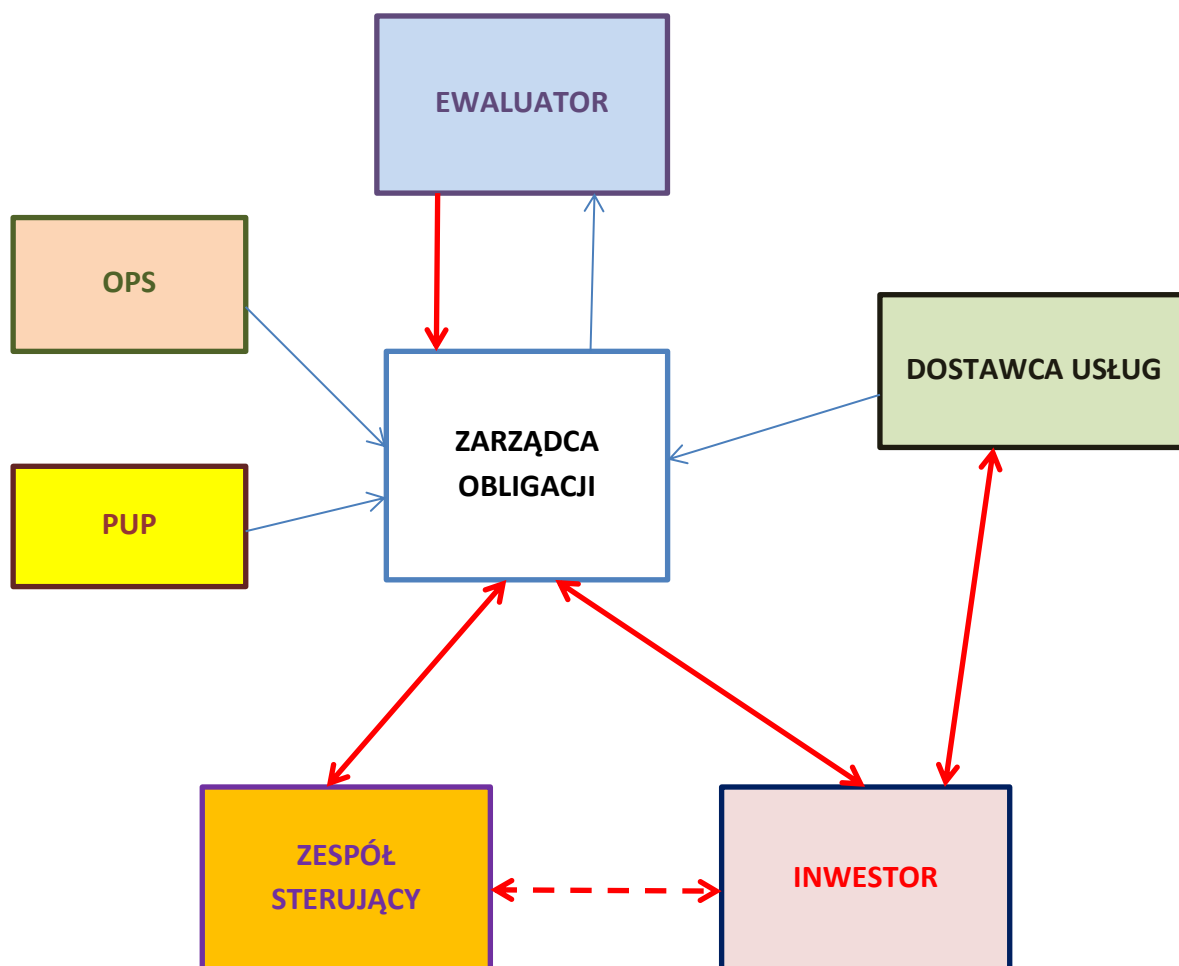 EWALUATOR
OPS
DOSTAWCA USŁUG
ZARZĄDCA
OBLIGACJI
PUP
ZESPÓŁ
STERUJĄCY
INWESTOR